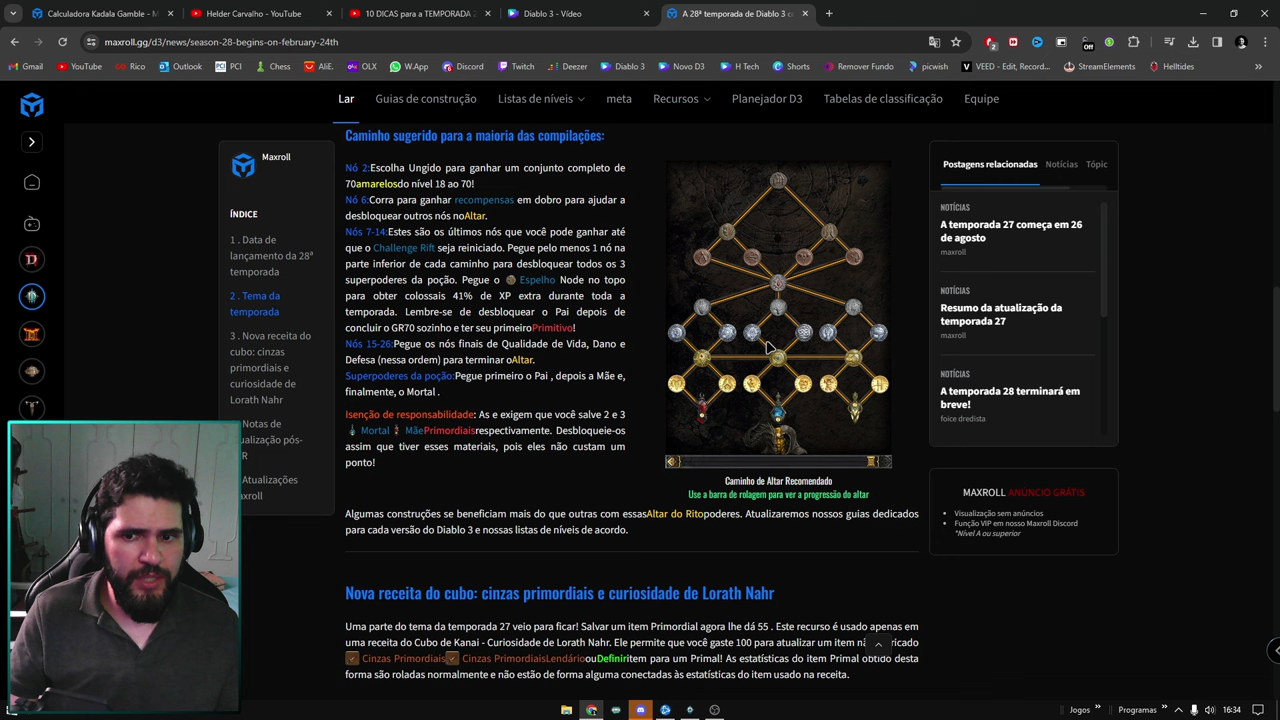 Calculadora Kadala Gamble - M
Helder Carvalho - YouTube
10 DICAS para a TEMPORADA
Diablo 3 - Vídeo
A 28ª temporada de Diablo 3 c
maxroll.gg/d3/news/season-28-begins-on-february-24th
Gmail
YouTube
Rico
Outlook
PCI
Chess
AliE.
OLX
W.App
Discord
Twitch
Deezer
Diablo 3
Novo D3
H Tech
Shorts
Remover Fundo
picwish
VEED - Edit, Record...
StreamElements
Helltides
Lar
Guias de construção
Listas de níveis
meta
Recursos
Planejador D3
Tabelas de classificação
Equipe
Maxroll
ÍNDICE
1 . Data de
lançamento da 28ª
temporada
2 . Tema da
temporada
3 . Nova receita do
cubo: cinzas
primordiais e
curiosidade de
Lorath Nahr
Notas de
ualização pós-
R
Atualizações
axroll
Caminho sugerido para a maioria das compilações:
Nó 2:Escolha Ungido para ganhar um conjunto completo de
70amarelosdo nível 18 ao 70!
Nó 6:Corra para ganhar recompensas em dobro para ajudar a
desbloquear outros nós noAltar.
Nós 7-14:Estes são os últimos nós que você pode ganhar até
que o Challenge Rift seja reiniciado. Pegue pelo menos 1 nó na
parte inferior de cada caminho para desbloquear todos os 3
superpoderes da poção. Pegue o Espelho Node no topo
para obter colossais 41% de XP extra durante toda a
temporada. Lembre-se de desbloquear o Pai depois de
concluir o GR70 sozinho e ter seu primeiroPrimitivo!
Nós 15-26:Pegue os nós finais de Qualidade de Vida, Dano e
Defesa (nessa ordem) para terminar oAltar.
Superpoderes da poção:Pegue primeiro o Pai , depois a Mãe e,
finalmente, o Mortal .
Isenção de responsabilidade: As e exigem que você salve 2 e 3
Mortal Mãe Primordiaisrespectivamente. Desbloqueie-os
assim que tiver esses materiais, pois eles não custam um
ponto!
Caminho de Altar Recomendado
Use a barra de rolagem para ver a progressão do altar
Algumas construções se beneficiam mais do que outras com essasAltar do Ritopoderes. Atualizaremos nossos guias dedicados
para cada versão do Diablo 3 e nossas listas de níveis de acordo.
Nova receita do cubo: cinzas primordiais e curiosidade de Lorath Nahr
Uma parte do tema da temporada 27 veio para ficar! Salvar um item Primordial agora lhe dá 55 . Este recurso é usado apenas em
uma receita do Cubo de Kanai - Curiosidade de Lorath Nahr. Ele permite que você gaste 100 para atualizar um item não ricado
Cinzas Primordiais Cinzas PrimordiaisLendárioouDefiniritem para um Primal! As estatísticas do item Primal obtido desta
forma são roladas normalmente e não estão de forma alguma conectadas às estatísticas do item usado na receita.
Postagens relacionadas
Notícias
Tópic
NOTÍCIAS
A temporada 27 começa em 26
de agosto
maxroll
NOTÍCIAS
Resumo da atualização da
temporada 27
maxroll
NOTÍCIAS
A temporada 28 terminará em
breve!
foice dredista
MAXROLL ANÚNCIO GRÁTIS
Visualização sem anúncios
Função VIP em nosso Maxroll Discord
*Nível A ou superior
Jogos
Programas
16:34